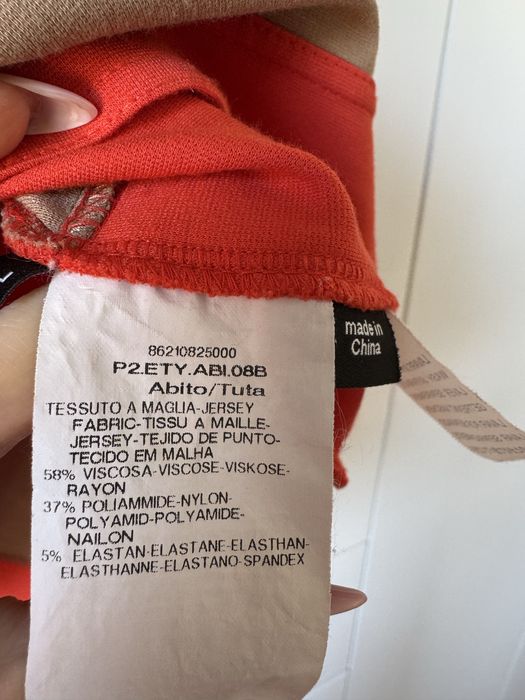 86210825000
P2.ETY.ABI.08B
Abito/Tuta
TESSUTO A MAGLIA-JERSEY
FABRIC-TISSU A MAILLE-
JERSEY-TEJIDO DE PUNTO-
TECIDO EM MALHA
58% VISCOSA-VISCOSE-VISKOSE-
RAYON
37% POLIAMMIDE-NYLON-
POLYAMID-POLYAMIDE-
NAILON
5% ELASTAN-ELASTANE-ELASTHAN-
ELASTHANNE-ELASTANO-SPANDEX
made in
China